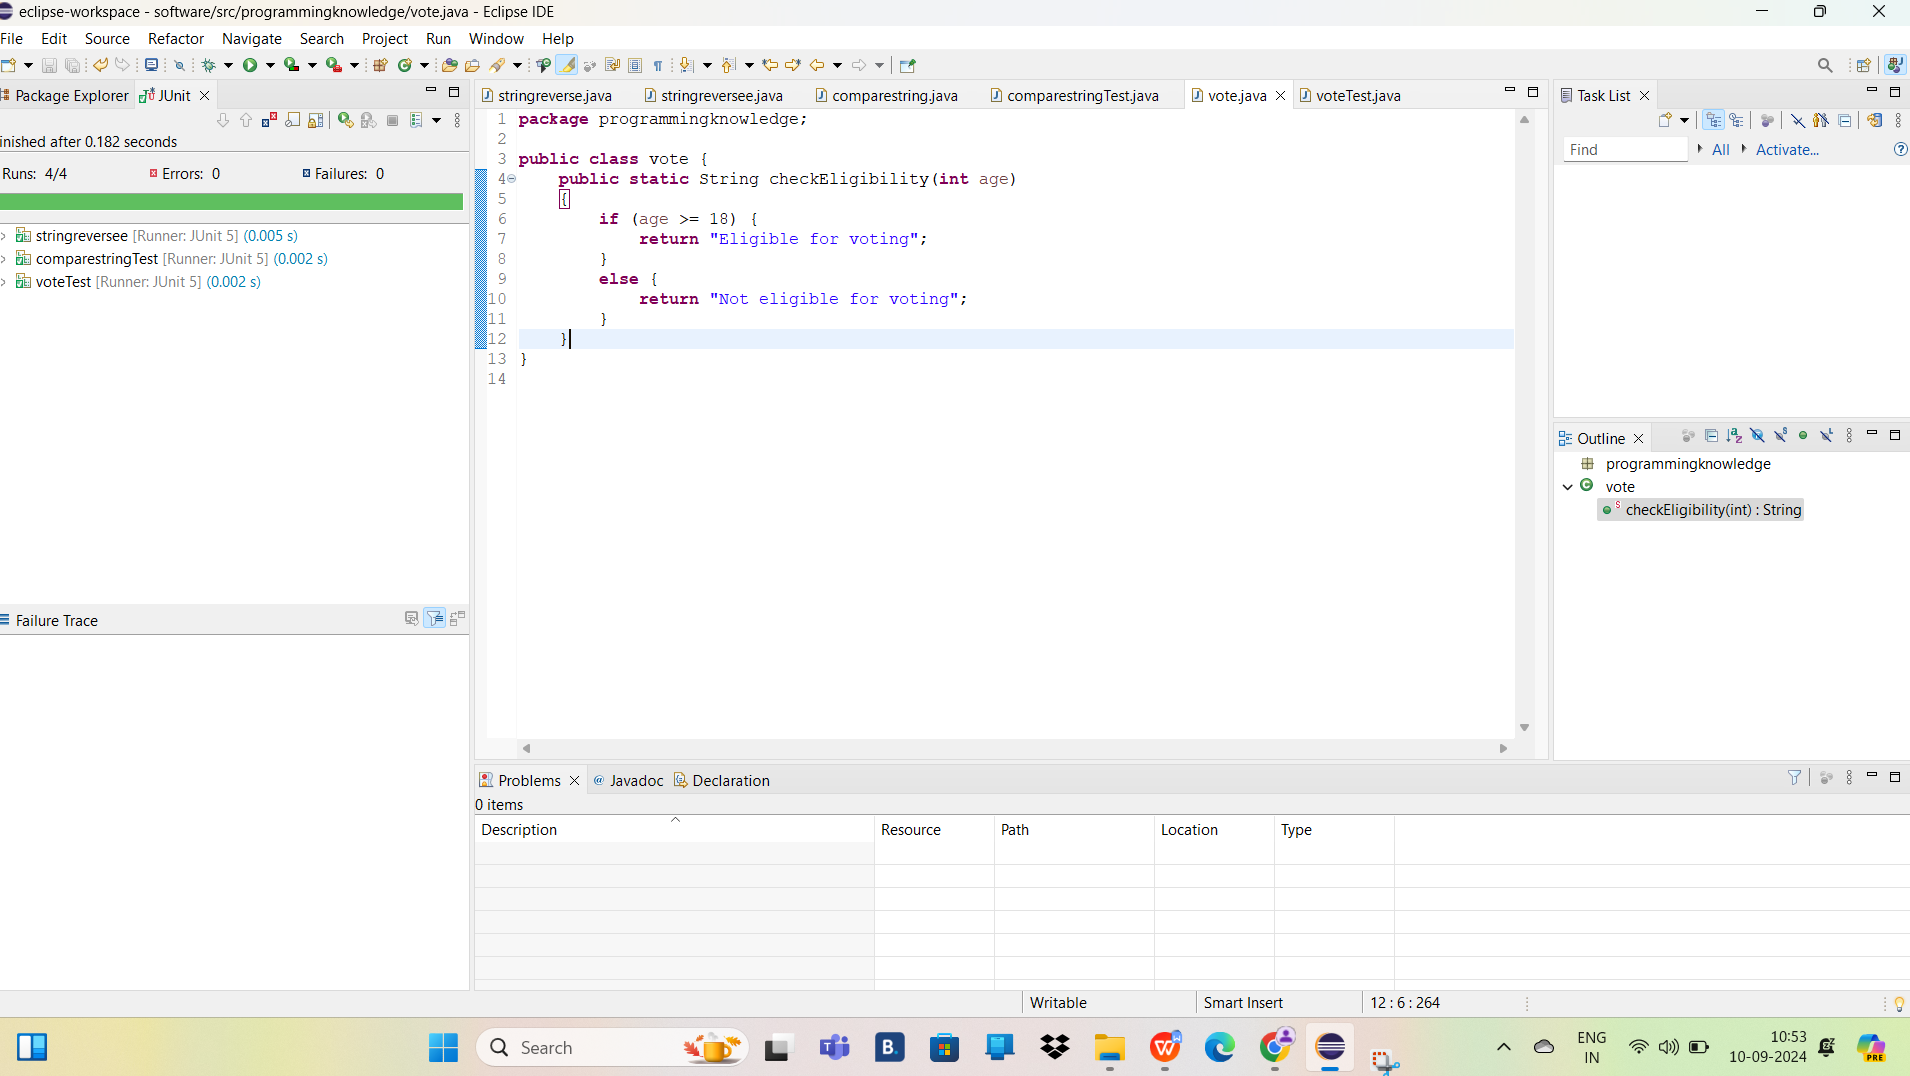 eclipse-workspace - software/src/programmingknowledge/vote.java - Eclipse IDE
File Edit Source Refactor Navigate Search Project Run Window Help
Package Explorer JUnit
inished after 0.182 seconds
Runs: 4/4 Errors: 0 Failures: 0
stringreversee [Runner: JUnit 5] (0.005 s)
comparestringTest [Runner: JUnit 5] (0.002 s)
voteTest [Runner: JUnit 5] (0.002 s)
Failure Trace
stringreverse.java stringreversee.java comparestring.java comparestringTest.java vote.java voteTest.java
1 package programmingknowledge;
2
3 public class vote {
4 public static String checkEligibility(int age)
5 {
6 if (age >= 18) {
7 return "Eligible for voting";
8 }
9 else {
10 return "Not eligible for voting";
11 }
12 }
13 }
14
Task List
Find All Activate...
Outline
programmingknowledge
vote
checkEligibility(int) : String
Problems Javadoc Declaration
0 items
Description Resource Path Location Type
Writable Smart Insert 12 : 6 : 264
Search
ENG
IN
10:53
10-09-2024
PRE